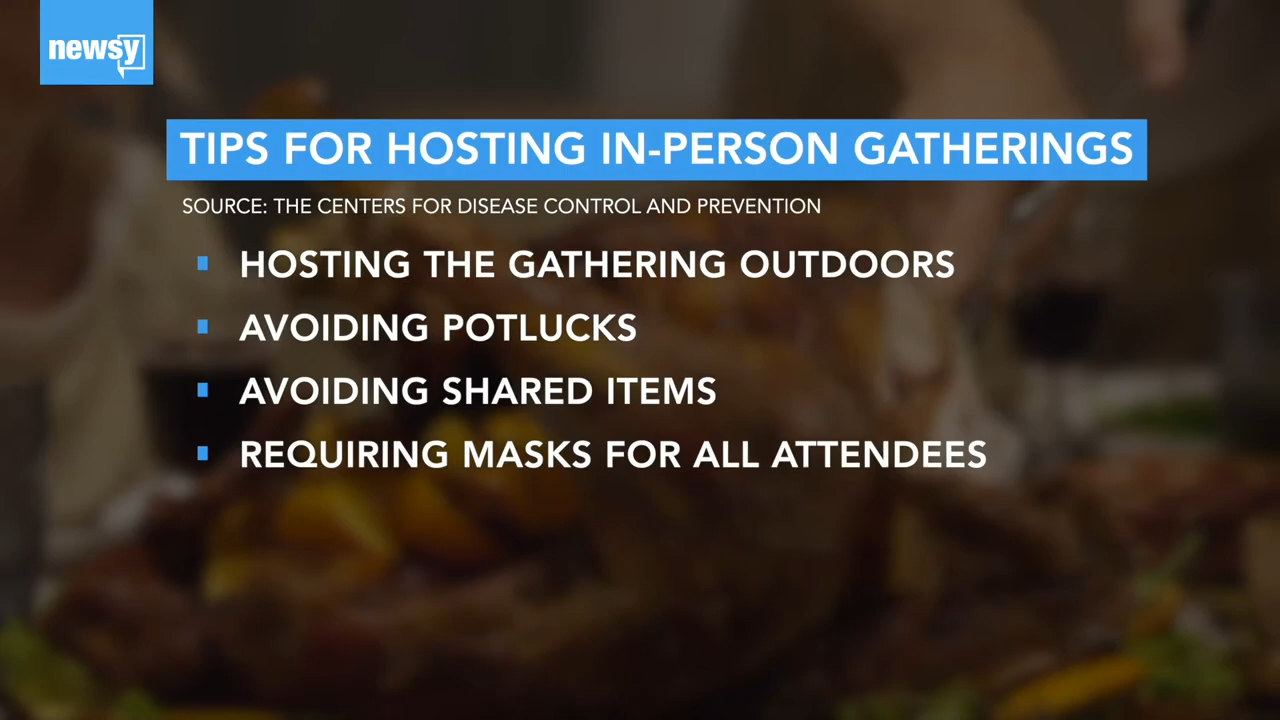 newsy
TIPS FOR HOSTING IN-PERSON GATHERINGS
SOURCE: THE CENTERS FOR DISEASE CONTROL AND PREVENTION
▪ HOSTING THE GATHERING OUTDOORS
▪ AVOIDING POTLUCKS
▪ AVOIDING SHARED ITEMS
▪ REQUIRING MASKS FOR ALL ATTENDEES